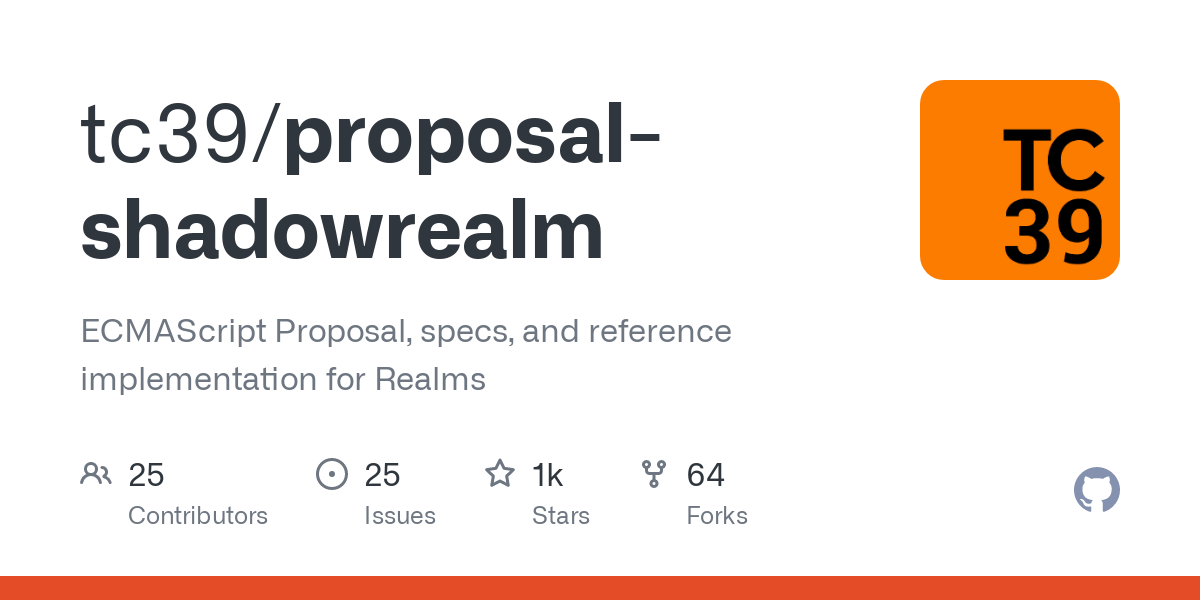 tc39/proposal-
shadowrealm
TC
39
ECMAScript Proposal, specs, and reference
implementation for Realms
25
Contributors
25
Issues
1k
Stars
64
Forks